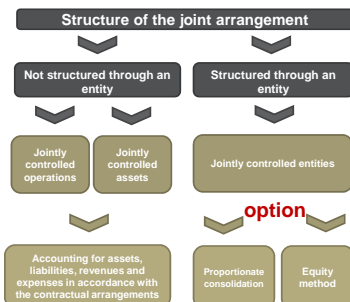 Structure of the joint arrangement
Not structured through an
entity
Structured through an
entity
Jointly
controlled
operations
Jointly
controlled
assets
Jointly controlled entities
option
Accounting for assets,
liabilities, revenues and
expenses in accordance with
the contractual arrangements
Proportionate
consolidation
Equity
method